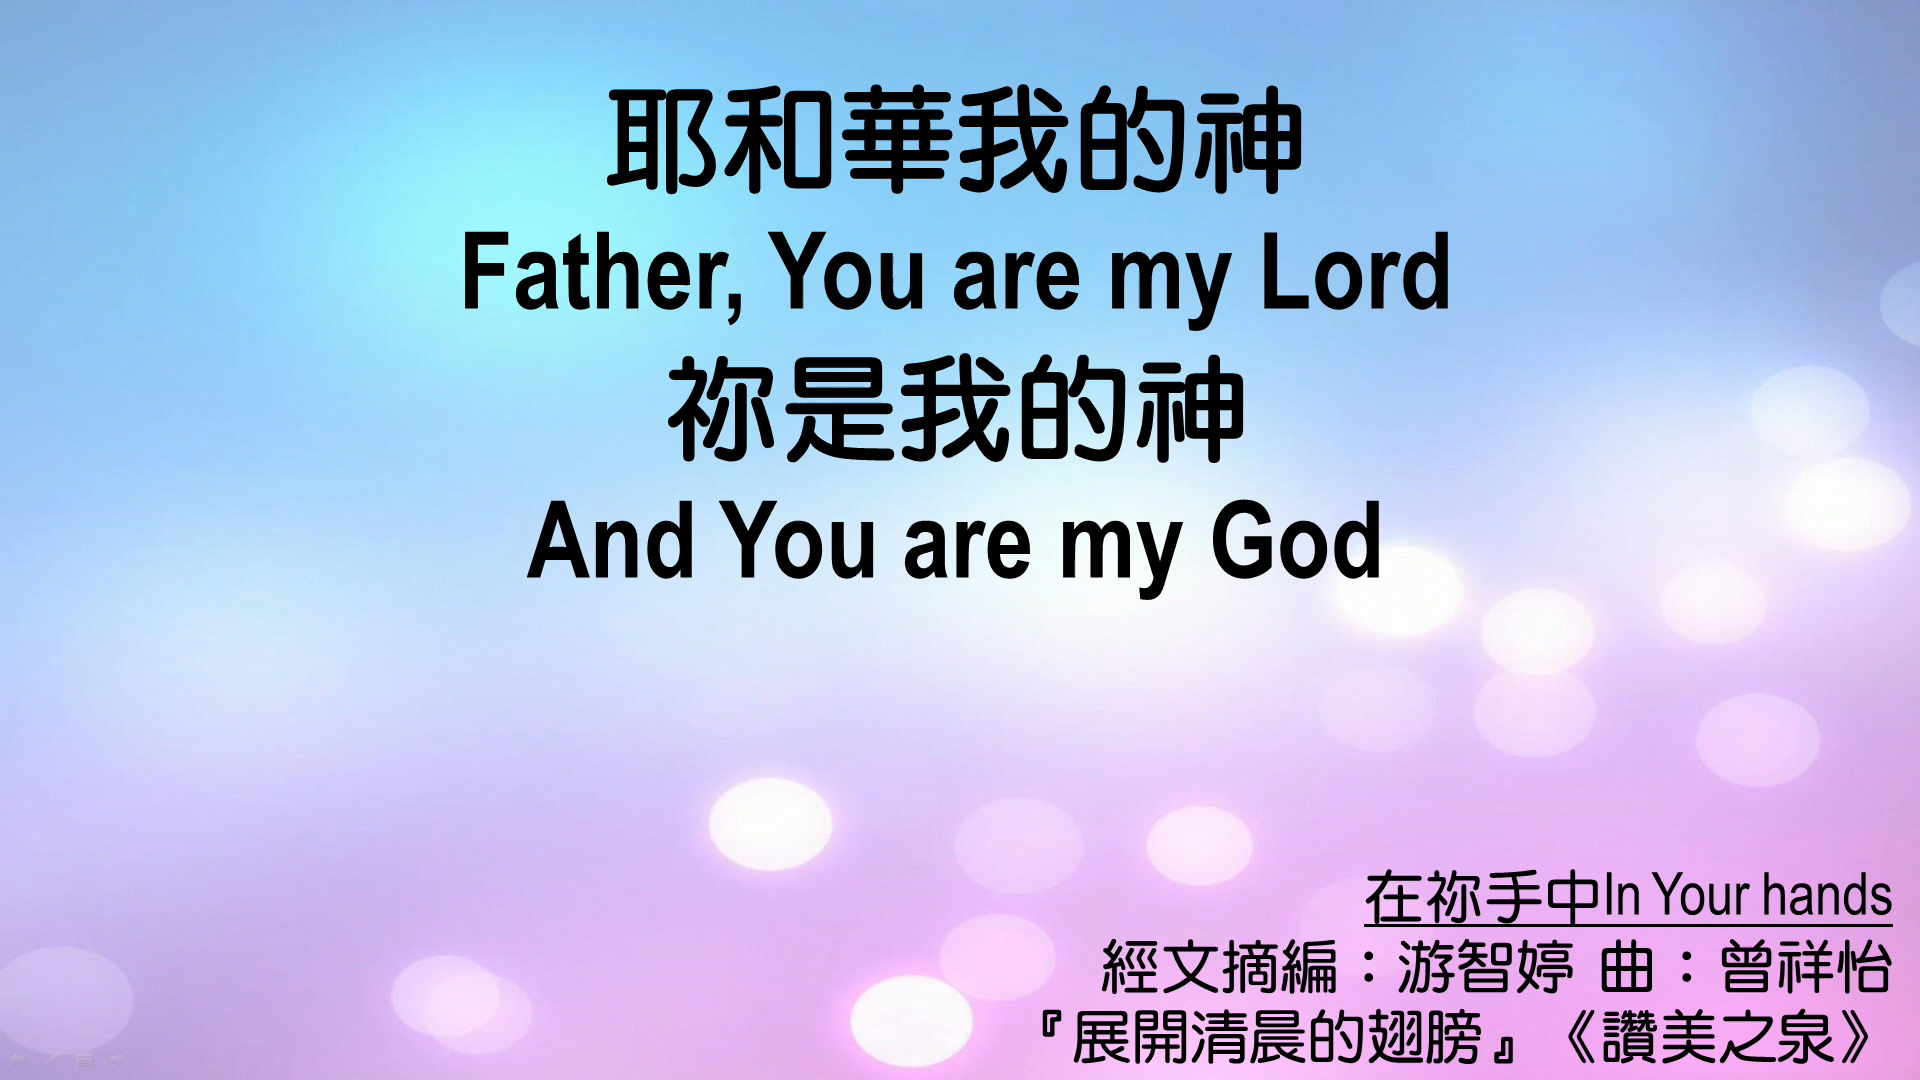 耶和華我的神
Father, You are my Lord
祢是我的神
And You are my God
在祢手中In Your hands
經文摘編：游智婷 曲：曾祥怡
『展開清晨的翅膀』《讚美之泉》